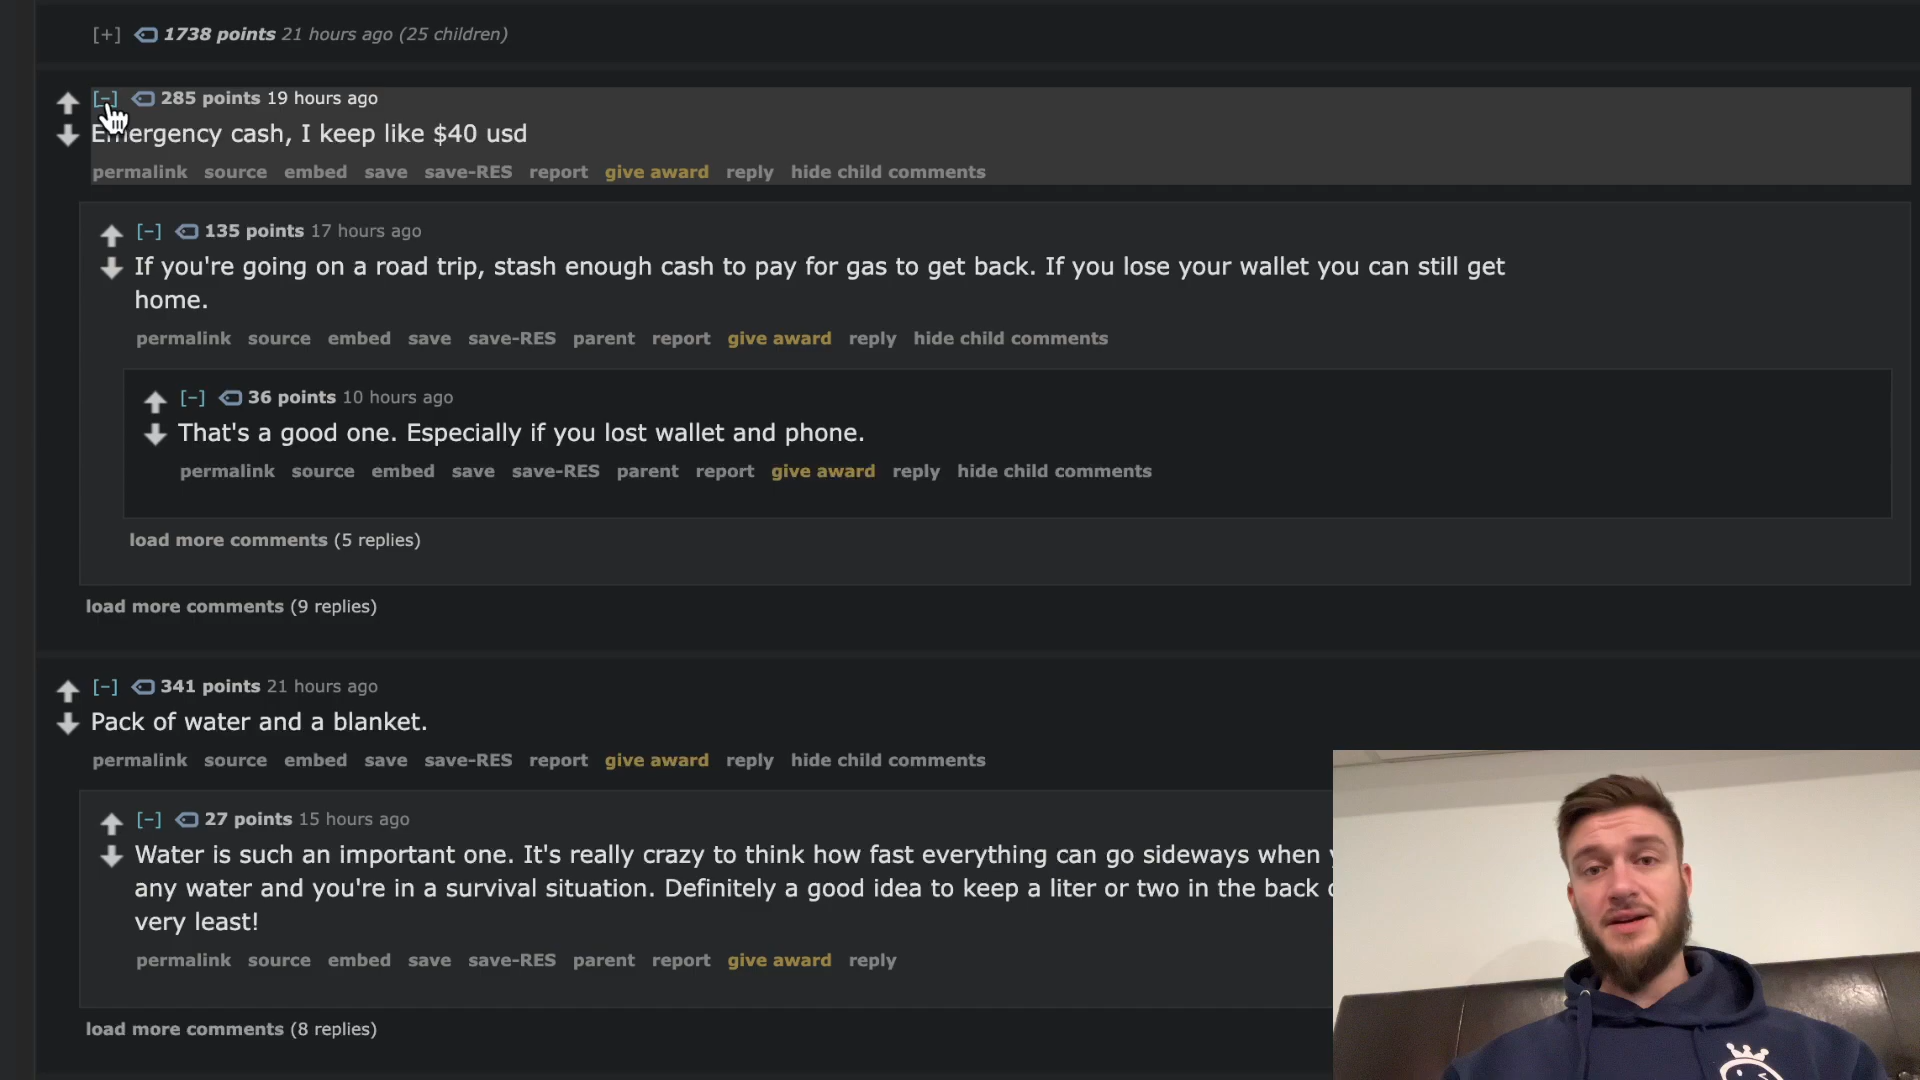 [+] 1738 points 21 hours ago (25 children)
[-] 285 points 19 hours ago
Emergency cash, I keep like $40 usd
permalink source embed save save-RES report give award reply hide child comments
[-] 135 points 17 hours ago
If you're going on a road trip, stash enough cash to pay for gas to get back. If you lose your wallet you can still get
home.
permalink source embed save save-RES parent report give award reply hide child comments
[-] 36 points 10 hours ago
That's a good one. Especially if you lost wallet and phone.
permalink source embed save save-RES parent report give award reply hide child comments
load more comments (5 replies)
load more comments (9 replies)
[-] 341 points 21 hours ago
Pack of water and a blanket.
permalink source embed save save-RES report give award reply hide child comments
[-] 27 points 15 hours ago
Water is such an important one. It's really crazy to think how fast everything can go sideways when
any water and you're in a survival situation. Definitely a good idea to keep a liter or two in the back
very least!
permalink source embed save save-RES parent report give award reply
load more comments (8 replies)